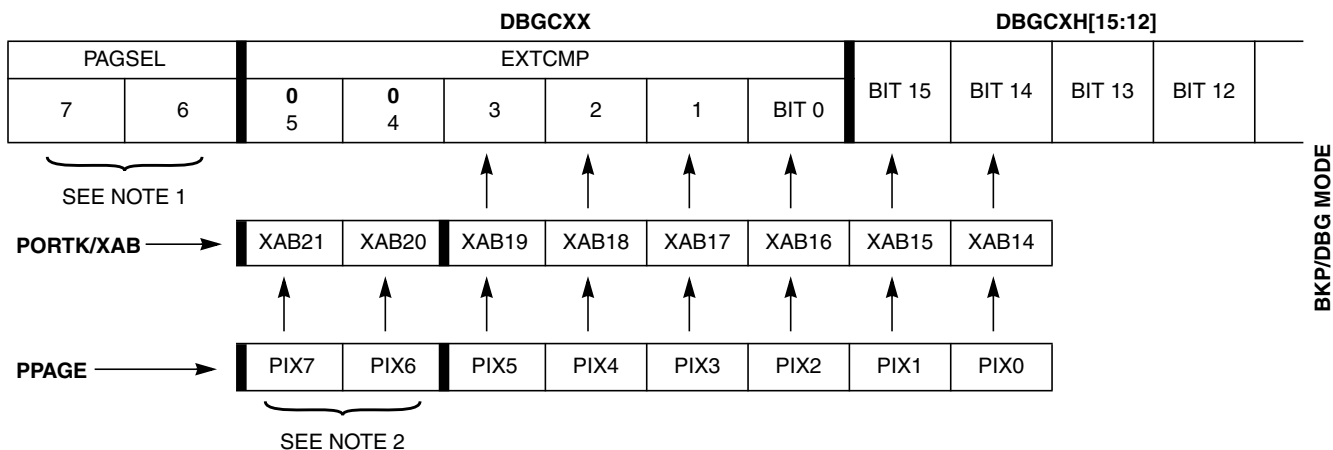 DBGCXX DBGCXH[15:12]
PAGSEL EXTCMP
7 6 0 5 0 4 3 2 1 BIT 0 BIT 15 BIT 14 BIT 13 BIT 12
SEE NOTE 1
PORTK/XAB XAB21 XAB20 XAB19 XAB18 XAB17 XAB16 XAB15 XAB14
PPAGE PIX7 PIX6 PIX5 PIX4 PIX3 PIX2 PIX1 PIX0
SEE NOTE 2
BKP/DBG MODE